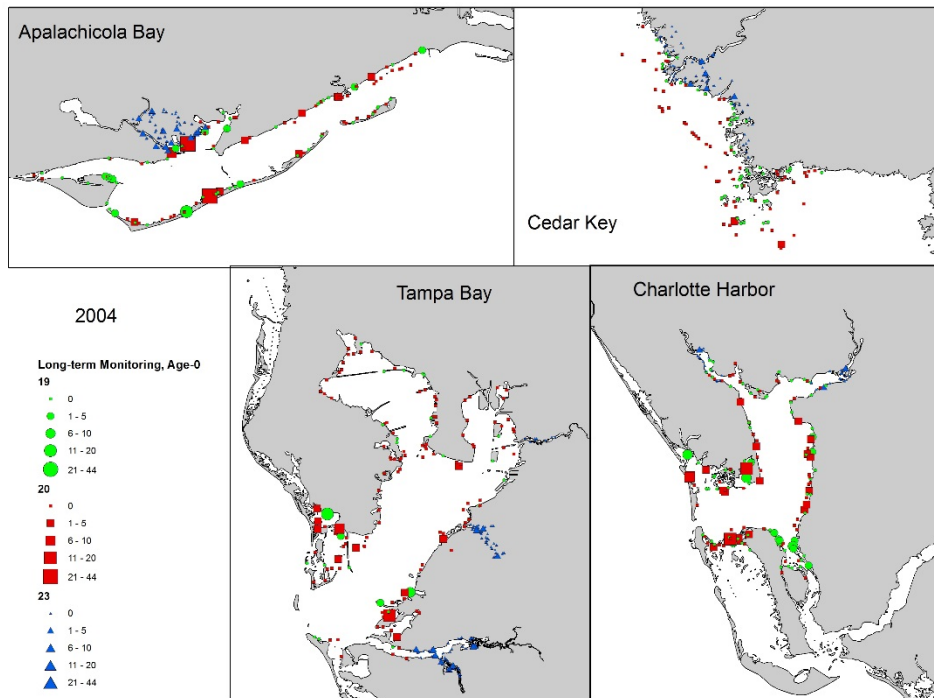 Apalachicola Bay
Cedar Key
Tampa Bay
Charlotte Harbor
2004
Long-term Monitoring, Age-0
19
0
1 - 5
6 - 10
11 - 20
21 - 44
20
0
1 - 5
6 - 10
11 - 20
21 - 44
23
0
1 - 5
6 - 10
11 - 20
21 - 44